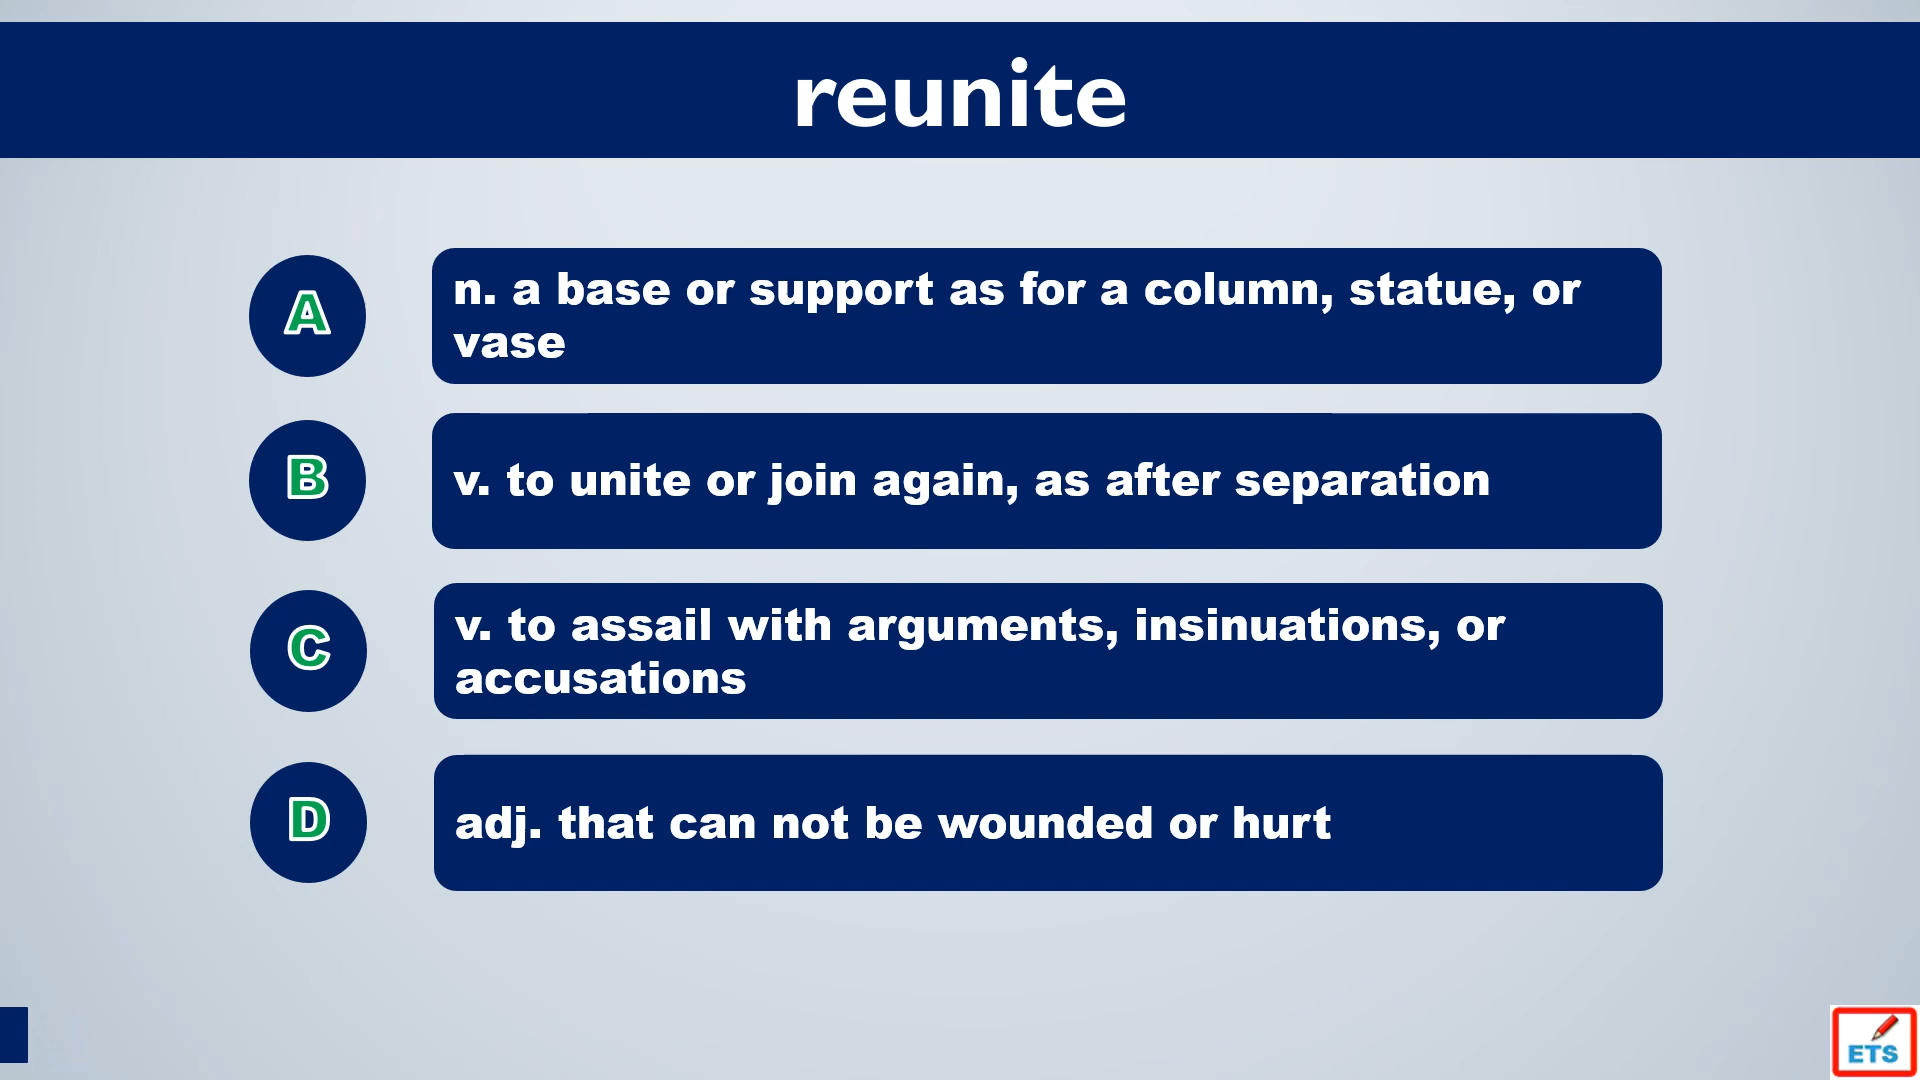 reunite
A
n. a base or support as for a column, statue, or
vase
B
v. to unite or join again, as after separation
C
v. to assail with arguments, insinuations, or
accusations
D
adj. that can not be wounded or hurt
ETS